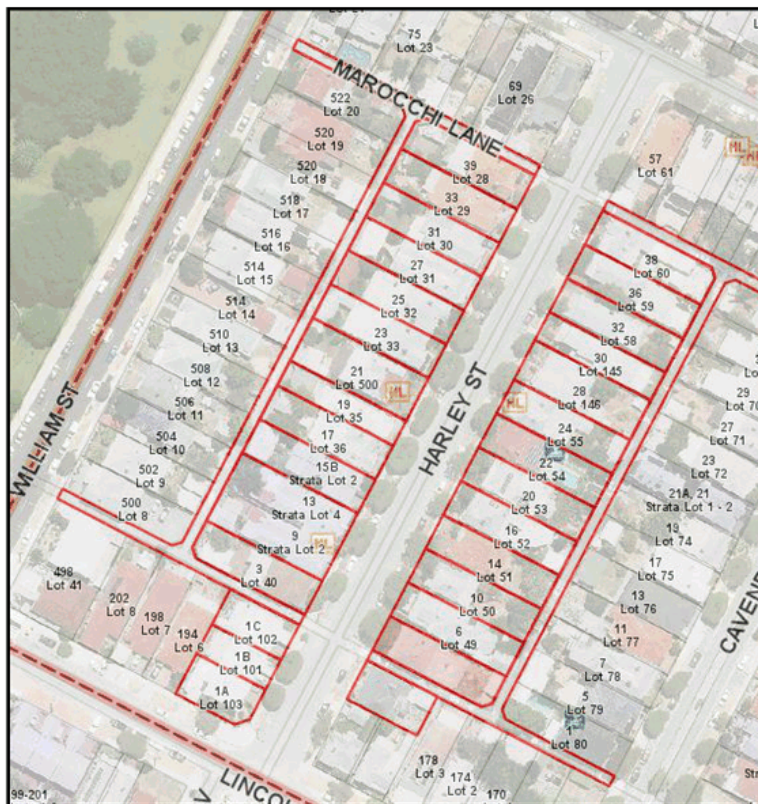 75
Lot 23
MAROCCHI LANE
69
Lot 26
522
Lot 20
520
Lot 19
520
Lot 18
518
Lot 17
516
Lot 16
514
Lot 15
514
Lot 14
510
Lot 13
508
Lot 12
506
Lot 11
504
Lot 10
502
Lot 9
500
Lot 8
WILLIAM ST
39
Lot 28
33
Lot 29
31
Lot 30
27
Lot 31
25
Lot 32
23
Lot 33
21
Lot 500
19
Lot 35
17
Lot 36
15B
Strata Lot 2
13
Strata Lot 4
9
Strata Lot 2
3
Lot 40
ML
ML
ML
ML
HARLEY ST
57
Lot 61
38
Lot 60
36
Lot 59
32
Lot 58
30
Lot 145
28
Lot 146
24
Lot 55
22
Lot 54
20
Lot 53
16
Lot 52
14
Lot 51
10
Lot 50
6
Lot 49
29
Lot 70
27
Lot 71
23
Lot 72
21A, 21
Strata Lot 1 - 2
19
Lot 74
17
Lot 75
13
Lot 76
11
Lot 77
7
Lot 78
5
Lot 79
1
Lot 80
CAVEN
498
Lot 41
202
Lot 8
198
Lot 7
194
Lot 6
1C
Lot 102
1B
Lot 101
1A
Lot 103
178
Lot 3
174
Lot 2
170
LINCOL
99-201